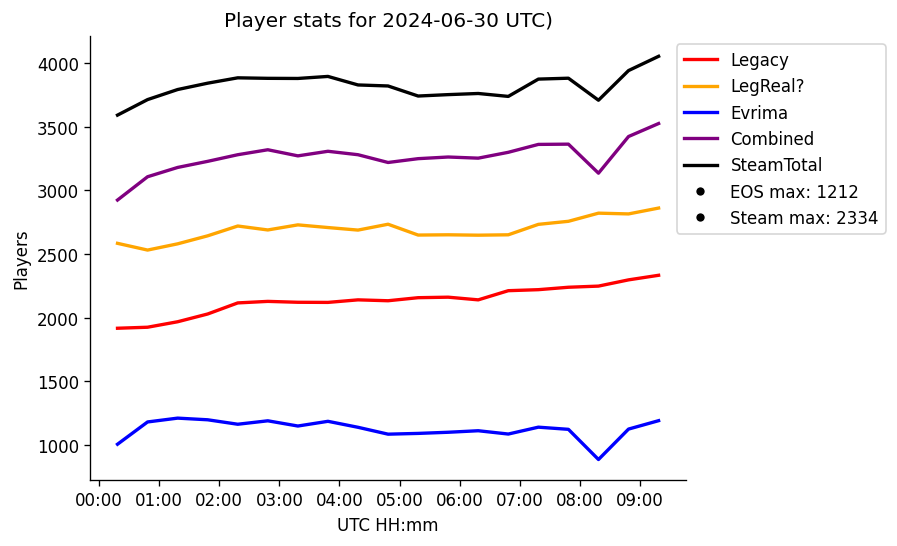 Player stats for 2024-06-30 UTC)
Legacy
LegReal?
Evrima
Combined
SteamTotal
EOS max: 1212
Steam max: 2334
Players
4000
3500
3000
2500
2000
1500
1000
00:00 01:00 02:00 03:00 04:00 05:00 06:00 07:00 08:00 09:00
UTC HH:mm